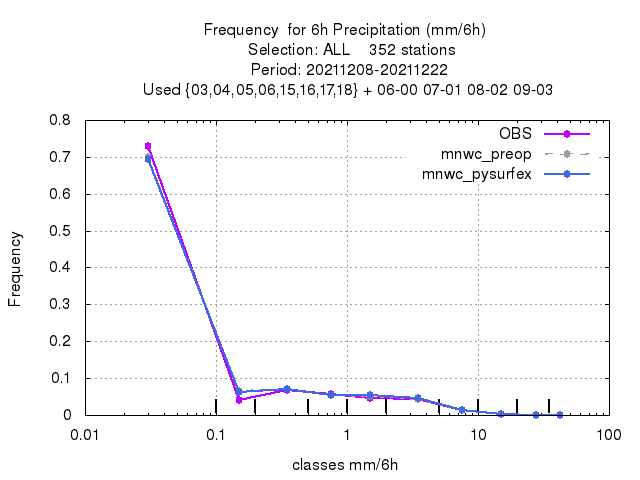 Frequency  for 6h Precipitation (mm/6h)
Selection: ALL    352 stations
Period: 20211208-20211222
Used {03,04,05,06,15,16,17,18} + 06-00 07-01 08-02 09-03
OBS
mnwc_preop
mnwc_pysurfex
Frequency
0.8
0.7
0.6
0.5
0.4
0.3
0.2
0.1
0
0.01 0.1 1 10 100
classes mm/6h